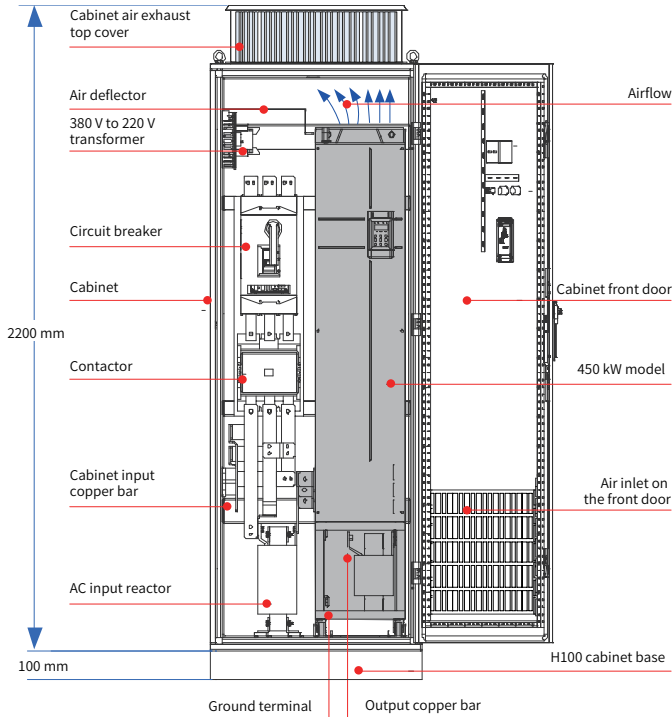 Cabinet air exhaust
top cover
Air deflector
380 V to 220 V
transformer
Circuit breaker
Cabinet
2200 mm
Contactor
Cabinet input
copper bar
AC input reactor
100 mm
Airflow
Cabinet front door
450 kW model
Air inlet on
the front door
H100 cabinet base
Ground terminal
Output copper bar